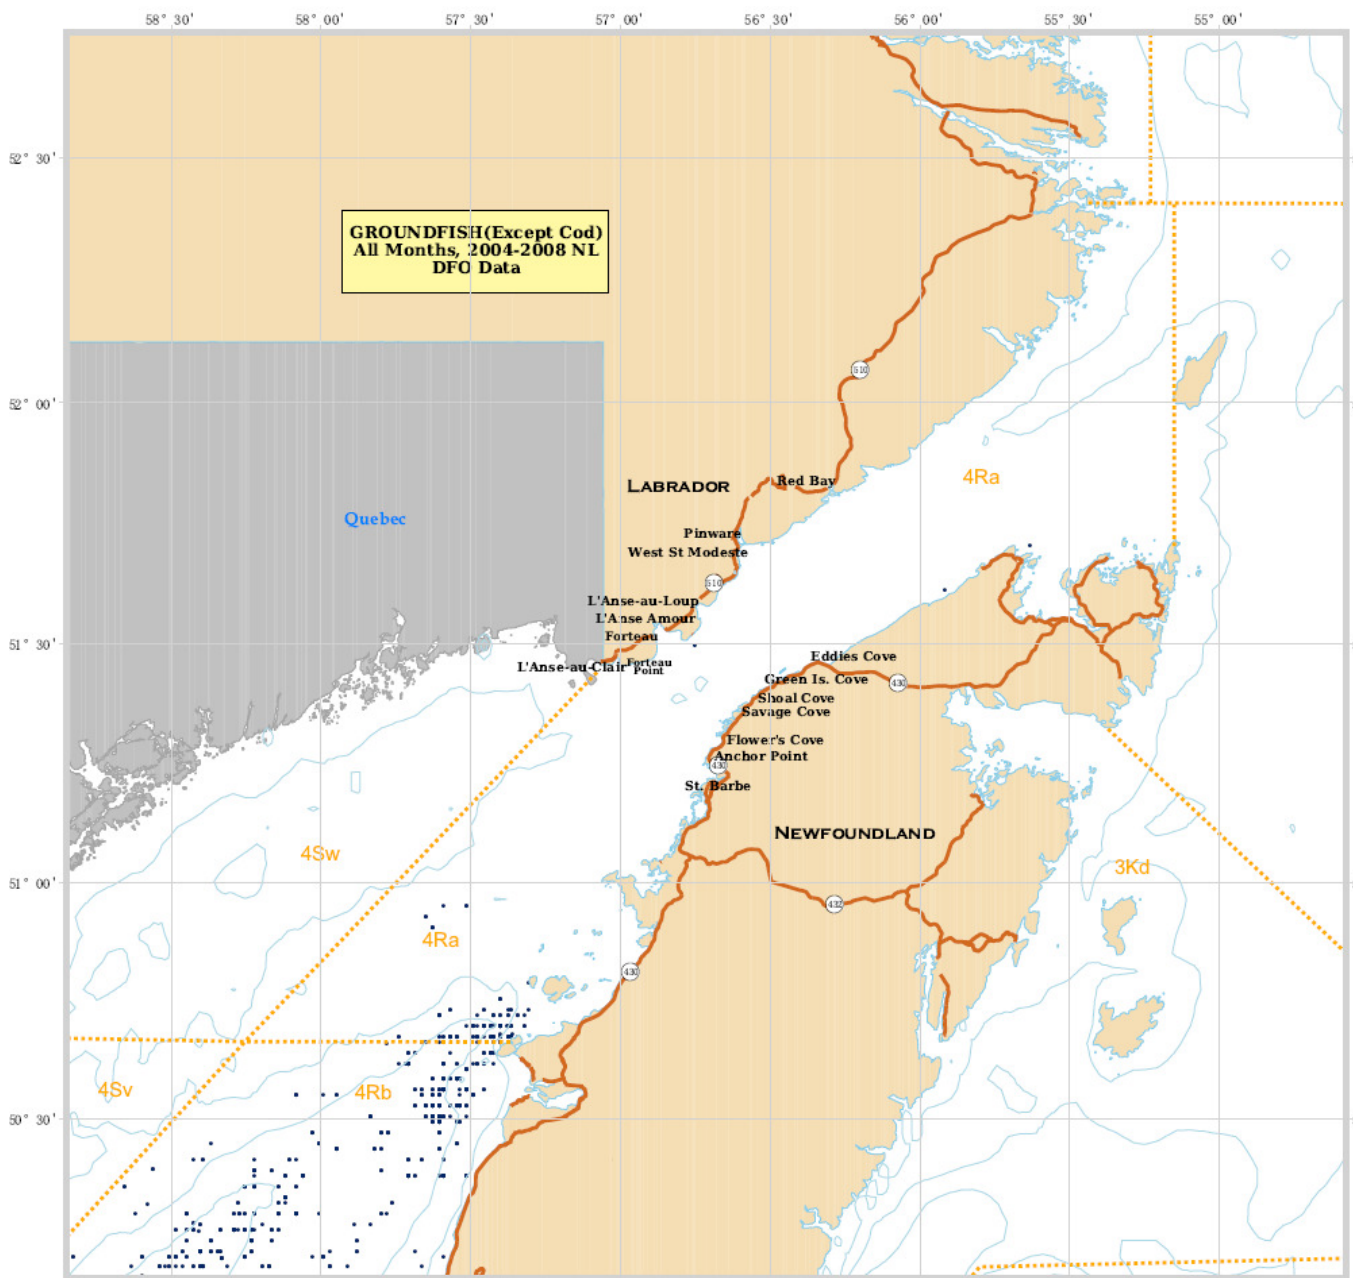 58° 30' 58° 00' 57° 30' 57° 00' 56° 30' 56° 00' 55° 30' 55° 00'
52° 30'
GROUNDFISH(Except Cod)
All Months, 2004-2008 NL
DFO Data
510
52° 00'
4Ra
Red Bay
LABRADOR
Quebec
Pinware
West St Modeste
510
L'Anse-au-Loup
L'Anse Amour
Forteau
51° 30'
L'Anse-au-Clair
Forteau
Point
Eddies Cove
Green Is. Cove
430
Shoal Cove
Savage Cove
Flower's Cove
Anchor Point
430
St. Barbe
NEWFOUNDLAND
4Sw
3Kd
51° 00'
432
4Ra
430
4Sv
4Rb
50° 30'